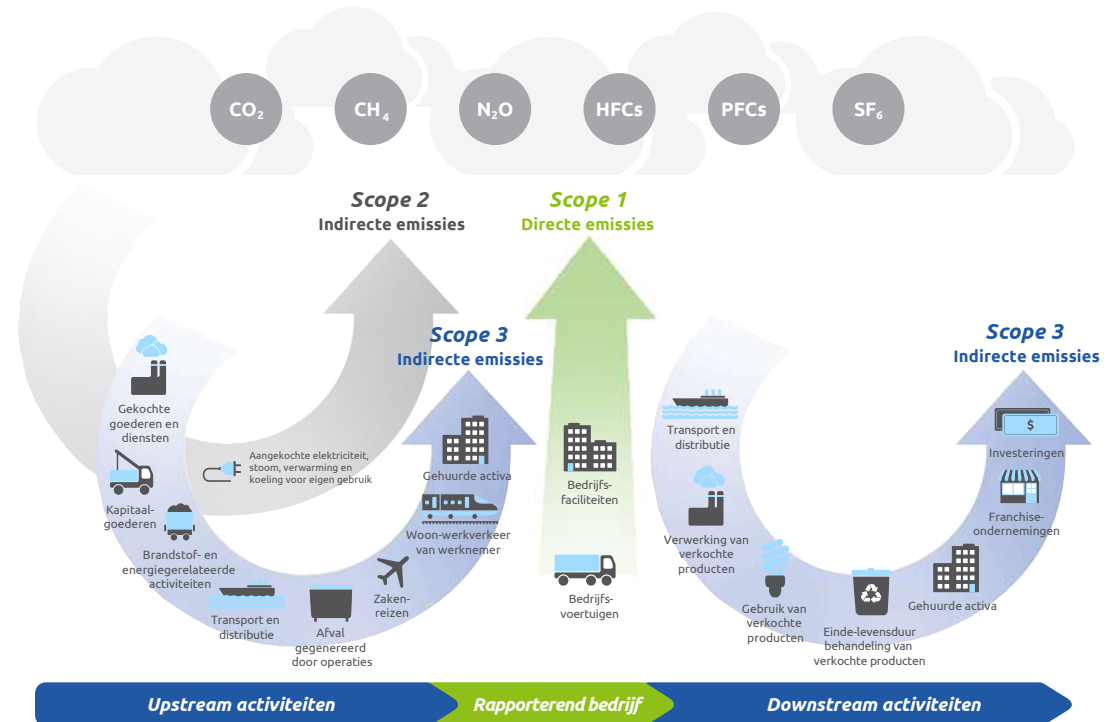 CO₂
CH₄
N₂O
HFCs
PFCs
SF₆
Scope 2
Indirecte emissies
Scope 1
Directe emissies
Scope 3
Indirecte emissies
Scope 3
Indirecte emissies
Gekochte
goederen en
diensten
Kapitaal-
goederen
Brandstof- en
energiegerelateerde
activiteiten
Transport en
distributie
Afval
gegenereerd
door operaties
Zaken-
reizen
Woon-werkverkeer
van werknemer
Gehuurde activa
Aangekochte elektriciteit,
stoom, verwarming en
koeling voor eigen gebruik
Bedrijfs-
faciliteiten
Bedrijfs-
voertuigen
Transport en
distributie
Verwerking van
verkochte
producten
Gebruik van
verkochte
producten
Einde-levensduur
behandeling van
verkochte producten
Gehuurde activa
Franchise-
ondernemingen
$
Investeringen
Upstream activiteiten
Rapporterend bedrijf
Downstream activiteiten